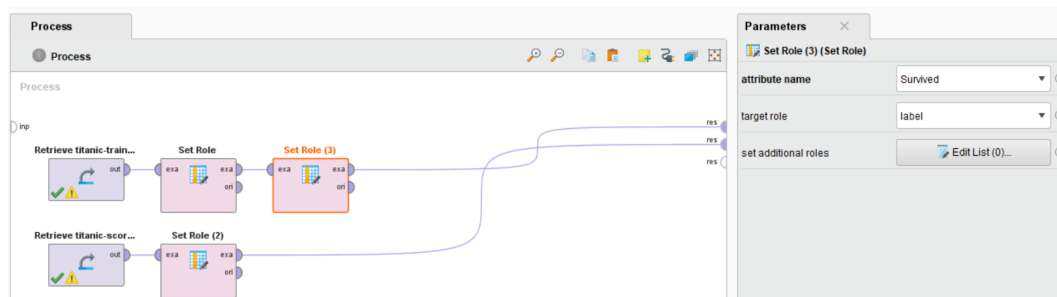 Process
Process
Process
inp
Retrieve titanic-train...
out
Set Role
exa
exa
ori
Set Role (3)
exa
exa
ori
res
res
res
Retrieve titanic-scor...
out
Set Role (2)
exa
exa
ori
Parameters
Set Role (3) (Set Role)
attribute name
Survived
target role
label
set additional roles
Edit List (0)...